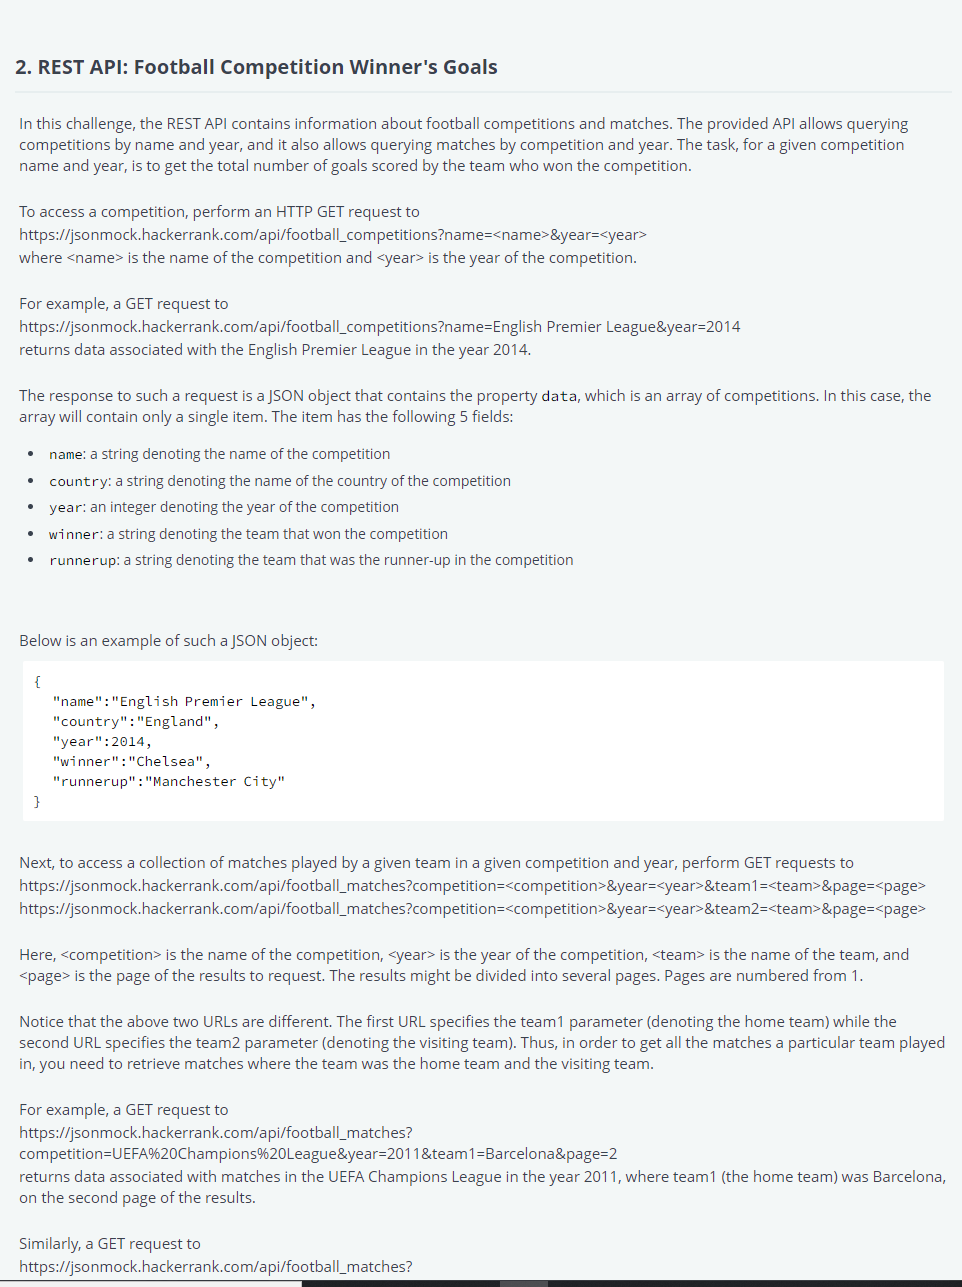 2. REST API: Football Competition Winner's Goals
In this challenge, the REST API contains information about football competitions and matches. The provided API allows querying
competitions by name and year, and it also allows querying matches by competition and year. The task, for a given competition
name and year, is to get the total number of goals scored by the team who won the competition.
To access a competition, perform an HTTP GET request to
https://jsonmock.hackerrank.com/api/football_competitions?name=<name>&year=<year>
where <name> is the name of the competition and <year> is the year of the competition.
For example, a GET request to
https://jsonmock.hackerrank.com/api/football_competitions?name=English Premier League&year=2014
returns data associated with the English Premier League in the year 2014.
The response to such a request is a JSON object that contains the property data, which is an array of competitions. In this case, the
array will contain only a single item. The item has the following 5 fields:
• name: a string denoting the name of the competition
• country: a string denoting the name of the country of the competition
• year: an integer denoting the year of the competition
• winner: a string denoting the team that won the competition
• runnerup: a string denoting the team that was the runner-up in the competition
Below is an example of such a JSON object:
{
"name":"English Premier League",
"country":"England",
"year":2014,
"winner":"Chelsea",
"runnerup":"Manchester City"
}
Next, to access a collection of matches played by a given team in a given competition and year, perform GET requests to
https://jsonmock.hackerrank.com/api/football_matches?competition=<competition>&year=<year>&team1=<team>&page=<page>
https://jsonmock.hackerrank.com/api/football_matches?competition=<competition>&year=<year>&team2=<team>&page=<page>
Here, <competition> is the name of the competition, <year> is the year of the competition, <team> is the name of the team, and
<page> is the page of the results to request. The results might be divided into several pages. Pages are numbered from 1.
Notice that the above two URLs are different. The first URL specifies the team1 parameter (denoting the home team) while the
second URL specifies the team2 parameter (denoting the visiting team). Thus, in order to get all the matches a particular team played
in, you need to retrieve matches where the team was the home team and the visiting team.
For example, a GET request to
https://jsonmock.hackerrank.com/api/football_matches?
competition=UEFA%20Champions%20League&year=2011&team1=Barcelona&page=2
returns data associated with matches in the UEFA Champions League in the year 2011, where team1 (the home team) was Barcelona,
on the second page of the results.
Similarly, a GET request to
https://jsonmock.hackerrank.com/api/football_matches?